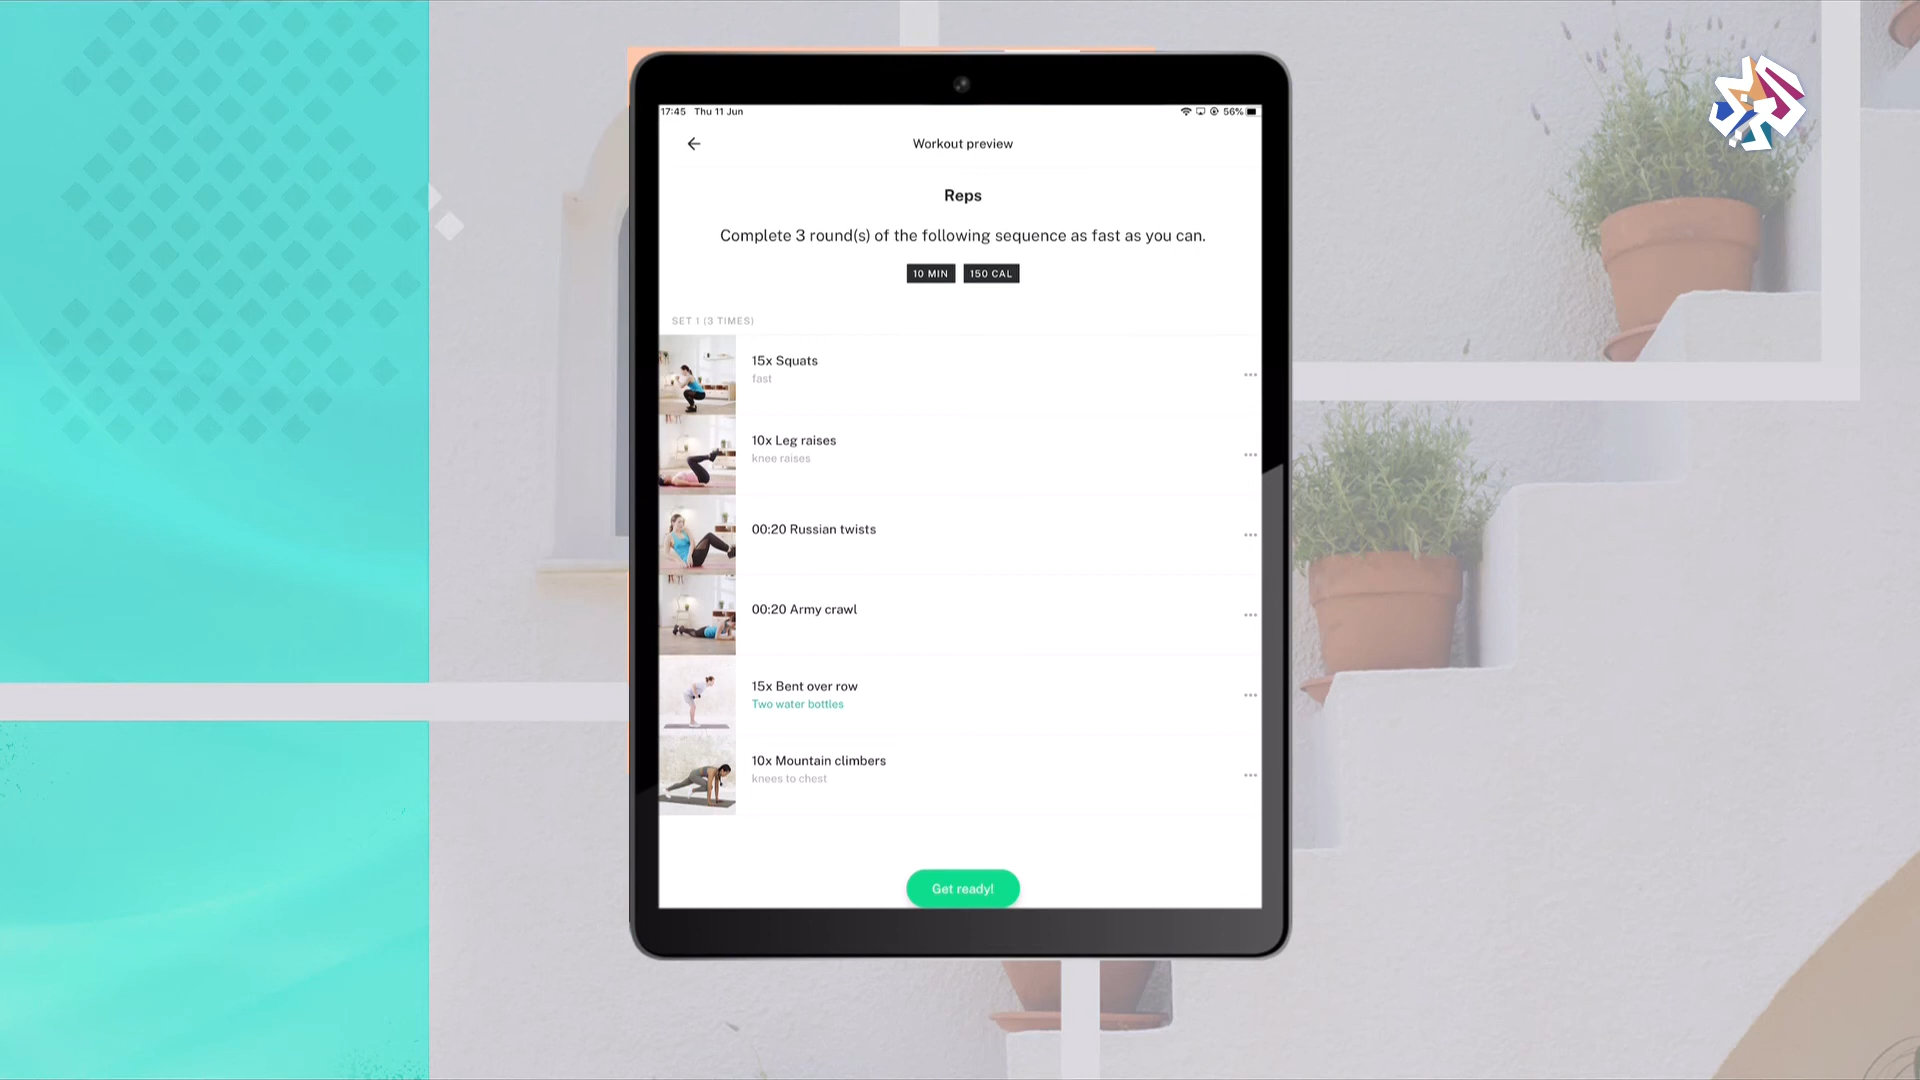 17:45 Thu 11 Jun
56%
Workout preview
Reps
Complete 3 round(s) of the following sequence as fast as you can.
10 MIN
150 CAL
SET 1 (3 TIMES)
15x Squats
fast
10x Leg raises
knee raises
00:20 Russian twists
00:20 Army crawl
15x Bent over row
Two water bottles
10x Mountain climbers
knees to chest
Get ready!